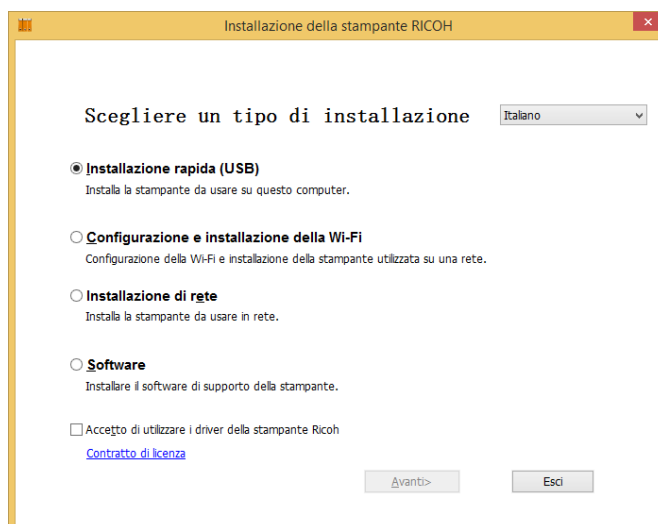 Installazione della stampante RICOH
Scegliere un tipo di installazione
Italiano
Installazione rapida (USB)
Installa la stampante da usare su questo computer.
Configurazione e installazione della Wi-Fi
Configurazione della Wi-Fi e installazione della stampante utilizzata su una rete.
Installazione di rete
Installa la stampante da usare in rete.
Software
Installare il software di supporto della stampante.
Accetto di utilizzare i driver della stampante Ricoh
Contratto di licenza
Avanti>
Esci